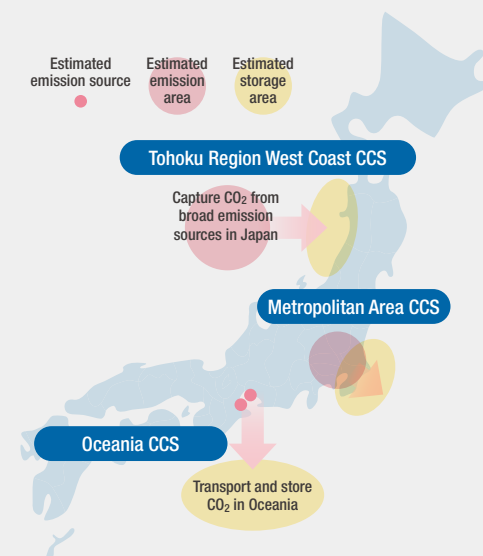 Estimated
emission source
Estimated
emission
area
Estimated
storage
area
Tohoku Region West Coast CCS
Capture CO₂ from
broad emission
sources in Japan
Metropolitan Area CCS
Oceania CCS
Transport and store
CO₂ in Oceania